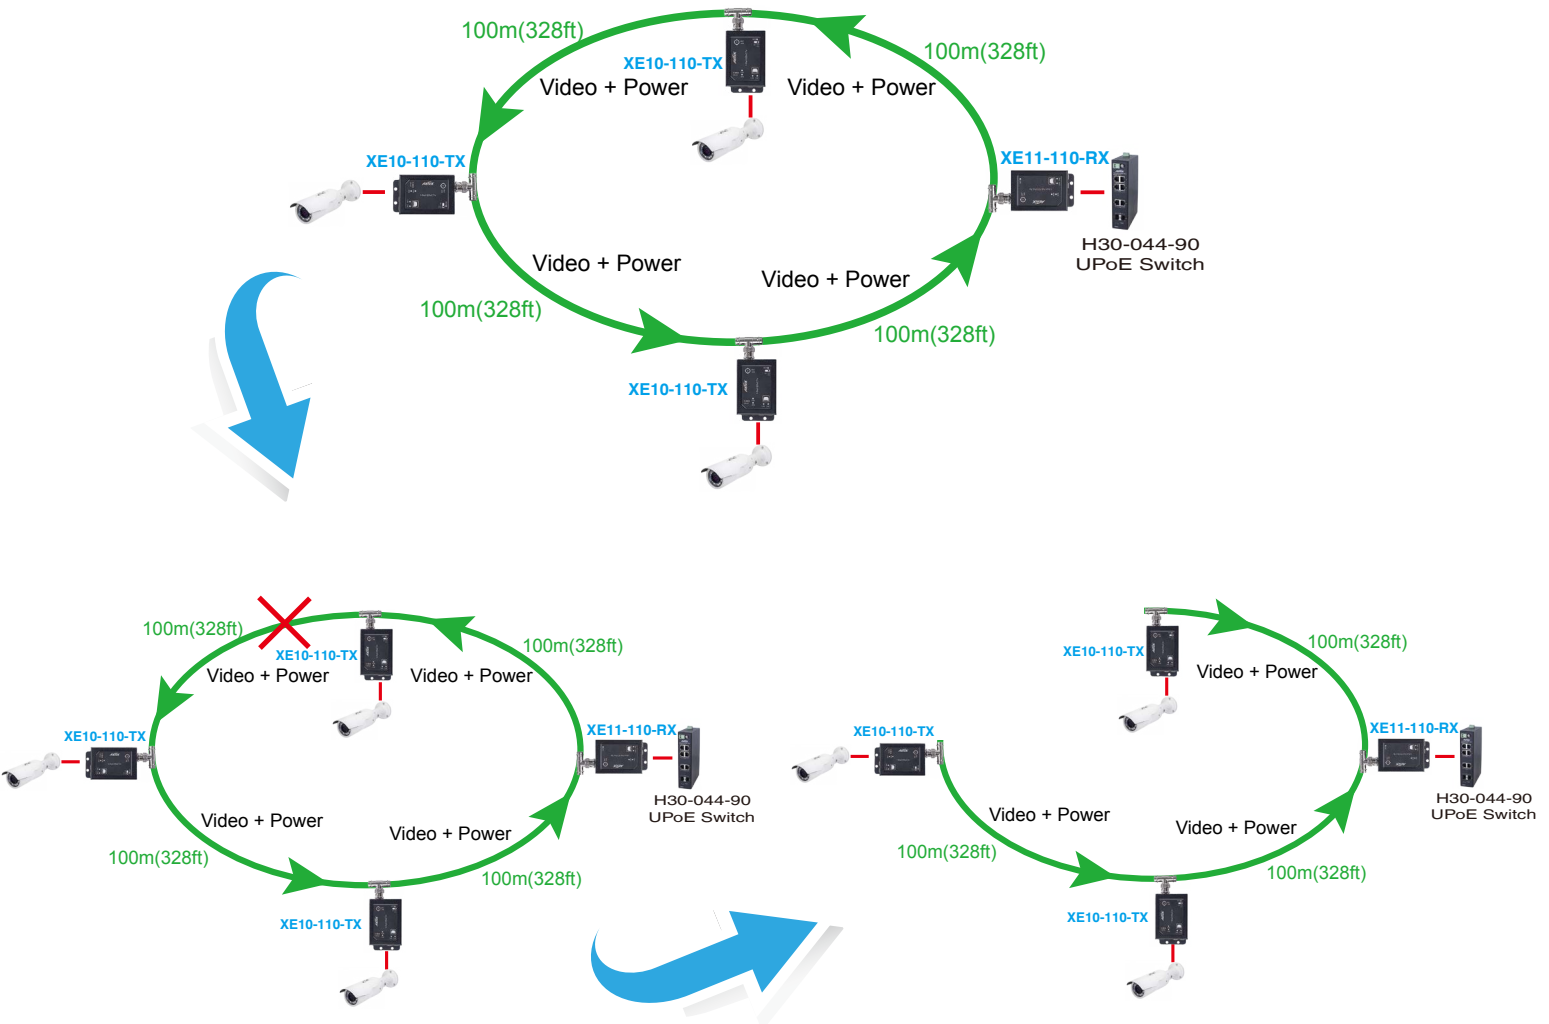 100m(328ft)
100m(328ft)
XE10-110-TX
Video + Power
Video + Power
XE10-110-TX
XE11-110-RX
H30-044-90
UPoE Switch
Video + Power
Video + Power
100m(328ft)
100m(328ft)
XE10-110-TX
100m(328ft)
100m(328ft)
XE10-110-TX
Video + Power
Video + Power
XE10-110-TX
XE11-110-RX
H30-044-90
UPoE Switch
Video + Power
Video + Power
100m(328ft)
100m(328ft)
XE10-110-TX
100m(328ft)
XE10-110-TX
Video + Power
XE10-110-TX
XE11-110-RX
H30-044-90
UPoE Switch
Video + Power
Video + Power
100m(328ft)
100m(328ft)
XE10-110-TX